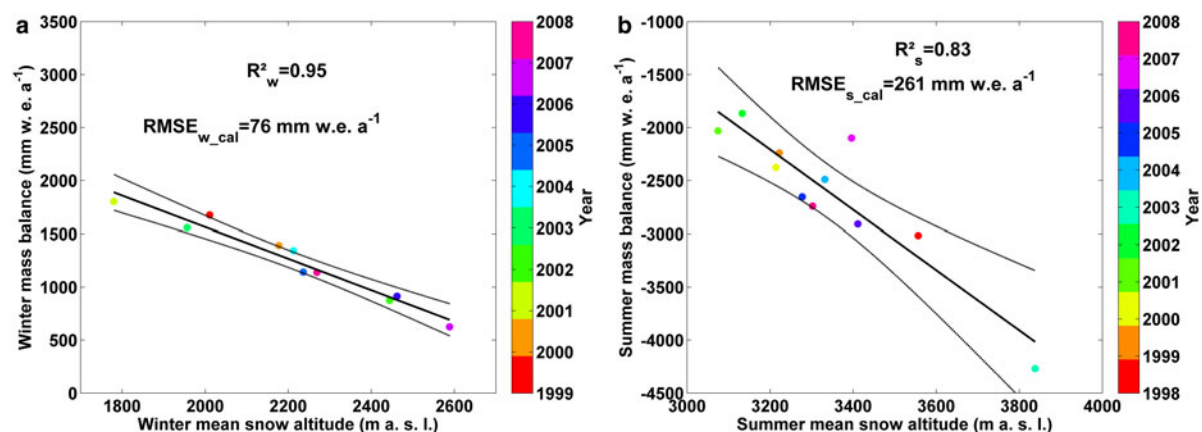 a
3500
3000
2500
2000
1500
1000
500
0
Winter mass balance (mm w. e. a-1)
R²w=0.95
RMSEw_cal=76 mm w.e. a-1
1800 2000 2200 2400 2600
Winter mean snow altitude (m a. s. l.)
2008
2007
2006
2005
2004
2003
2002
2001
2000
1999
Year
b
-1000
-1500
-2000
-2500
-3000
-3500
-4000
-4500
Summer mass balance (mm w. e. a-1)
R²s=0.83
RMSEs_cal=261 mm w.e. a-1
3000 3200 3400 3600 3800 4000
Summer mean snow altitude (m a. s. l.)
2008
2007
2006
2005
2004
2003
2002
2001
2000
1999
1998
Year